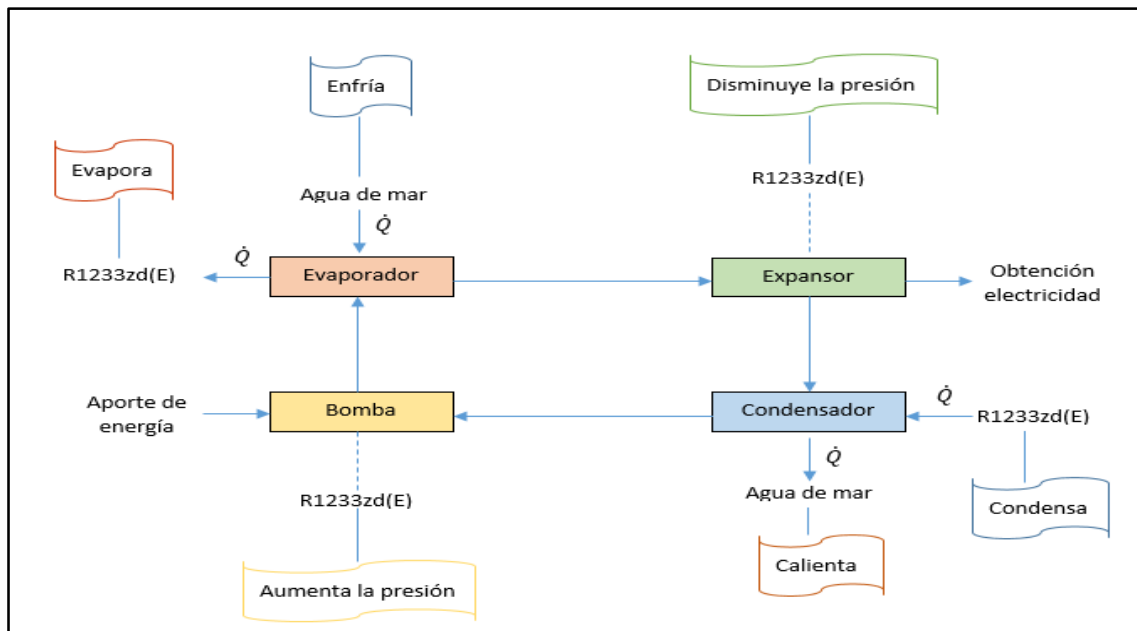 Enfría
Disminuye la presión
Evapora
Agua de mar
R1233zd(E)
Q̇
Q̇
R1233zd(E)
Evaporador
Expansor
Obtención
electricidad
Aporte de
energía
Bomba
Condensador
Q̇
R1233zd(E)
Q̇
R1233zd(E)
Agua de mar
Condensa
Aumenta la presión
Calienta